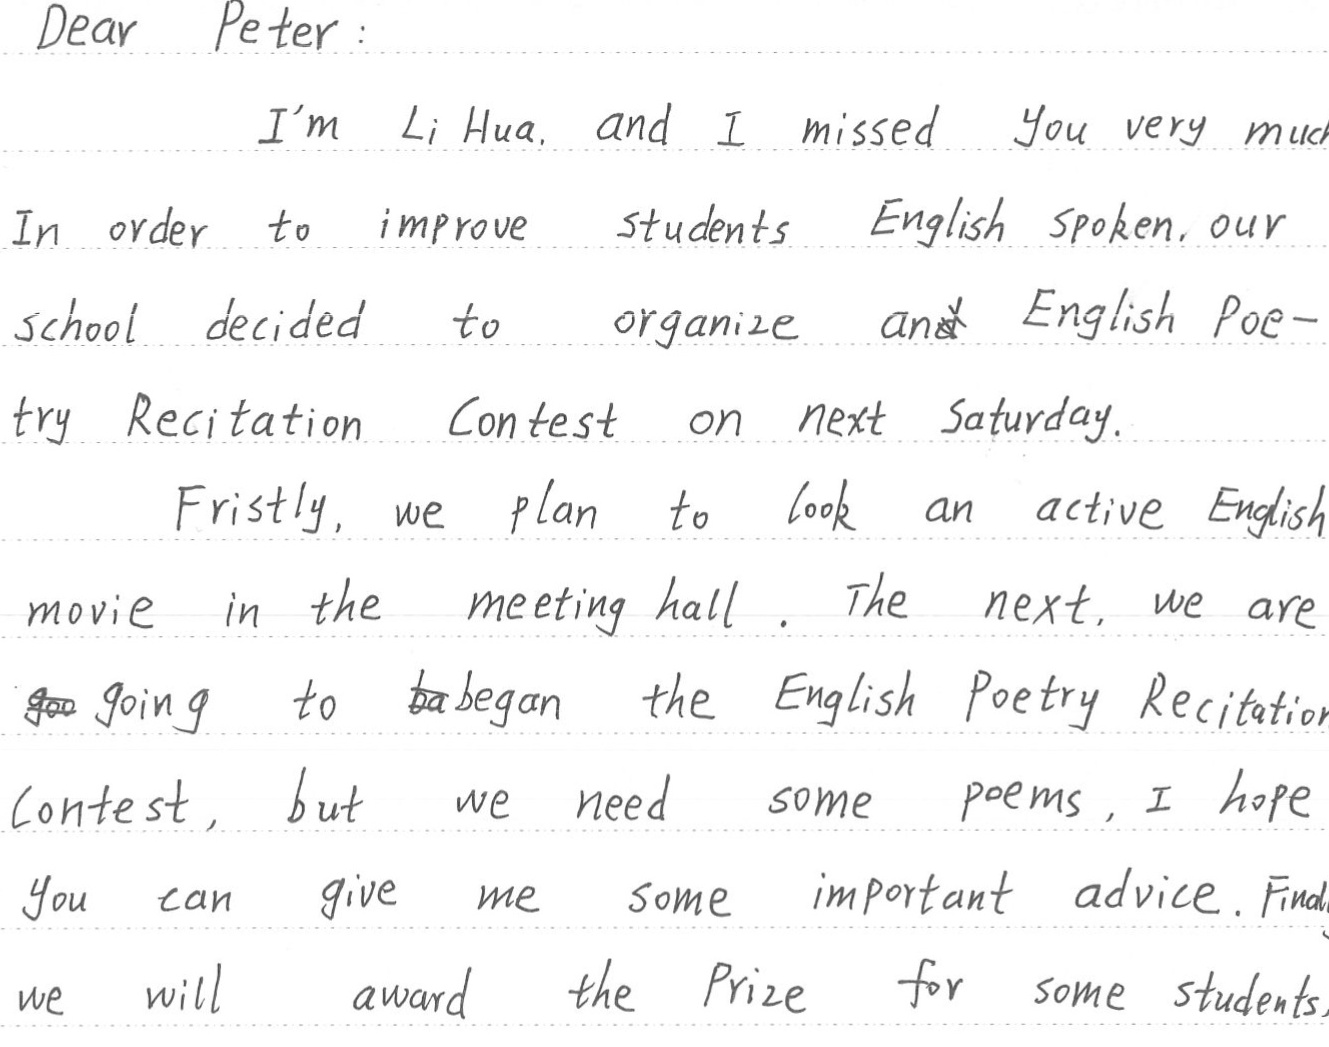 Dear Peter:
I'm Li Hua, and I missed you very much
In order to improve students English spoken, our
school decided to organize an English Poe-
try Recitation Contest on next Saturday.
Fristly, we plan to look an active English
movie in the meeting hall. The next, we are
going to began the English Poetry Recitation
Contest, but we need some poems, I hope
you can give me some important advice. Finally
we will award the Prize for some students,